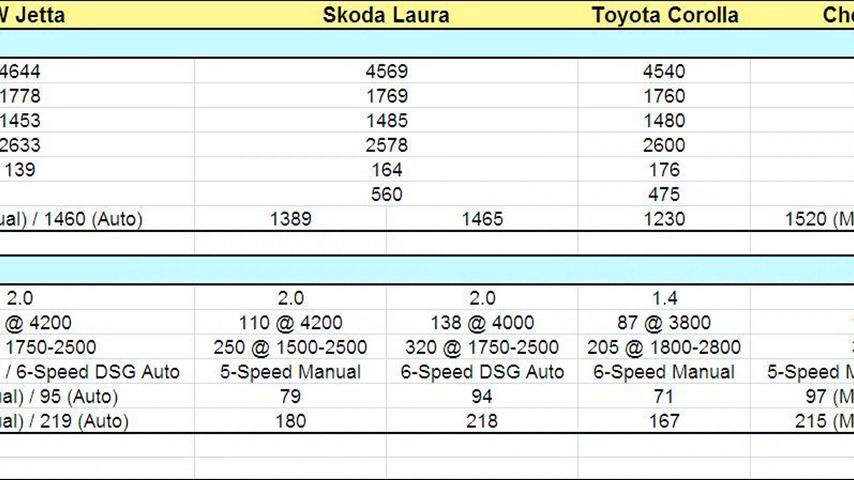 W Jetta Skoda Laura Toyota Corolla Che
4644 4569 4540
1778 1769 1760
1453 1485 1480
2633 2578 2600
139 164 176
560 475
ual) / 1460 (Auto) 1389 1465 1230 1520 (M
2.0 2.0 2.0 1.4
@ 4200 110 @ 4200 138 @ 4000 87 @ 3800
1750-2500 250 @ 1500-2500 320 @ 1750-2500 205 @ 1800-2800
/ 6-Speed DSG Auto 5-Speed Manual 6-Speed DSG Auto 6-Speed Manual 5-Speed M
ual) / 95 (Auto) 79 94 71 97 (M
ual) / 219 (Auto) 180 218 167 215 (M